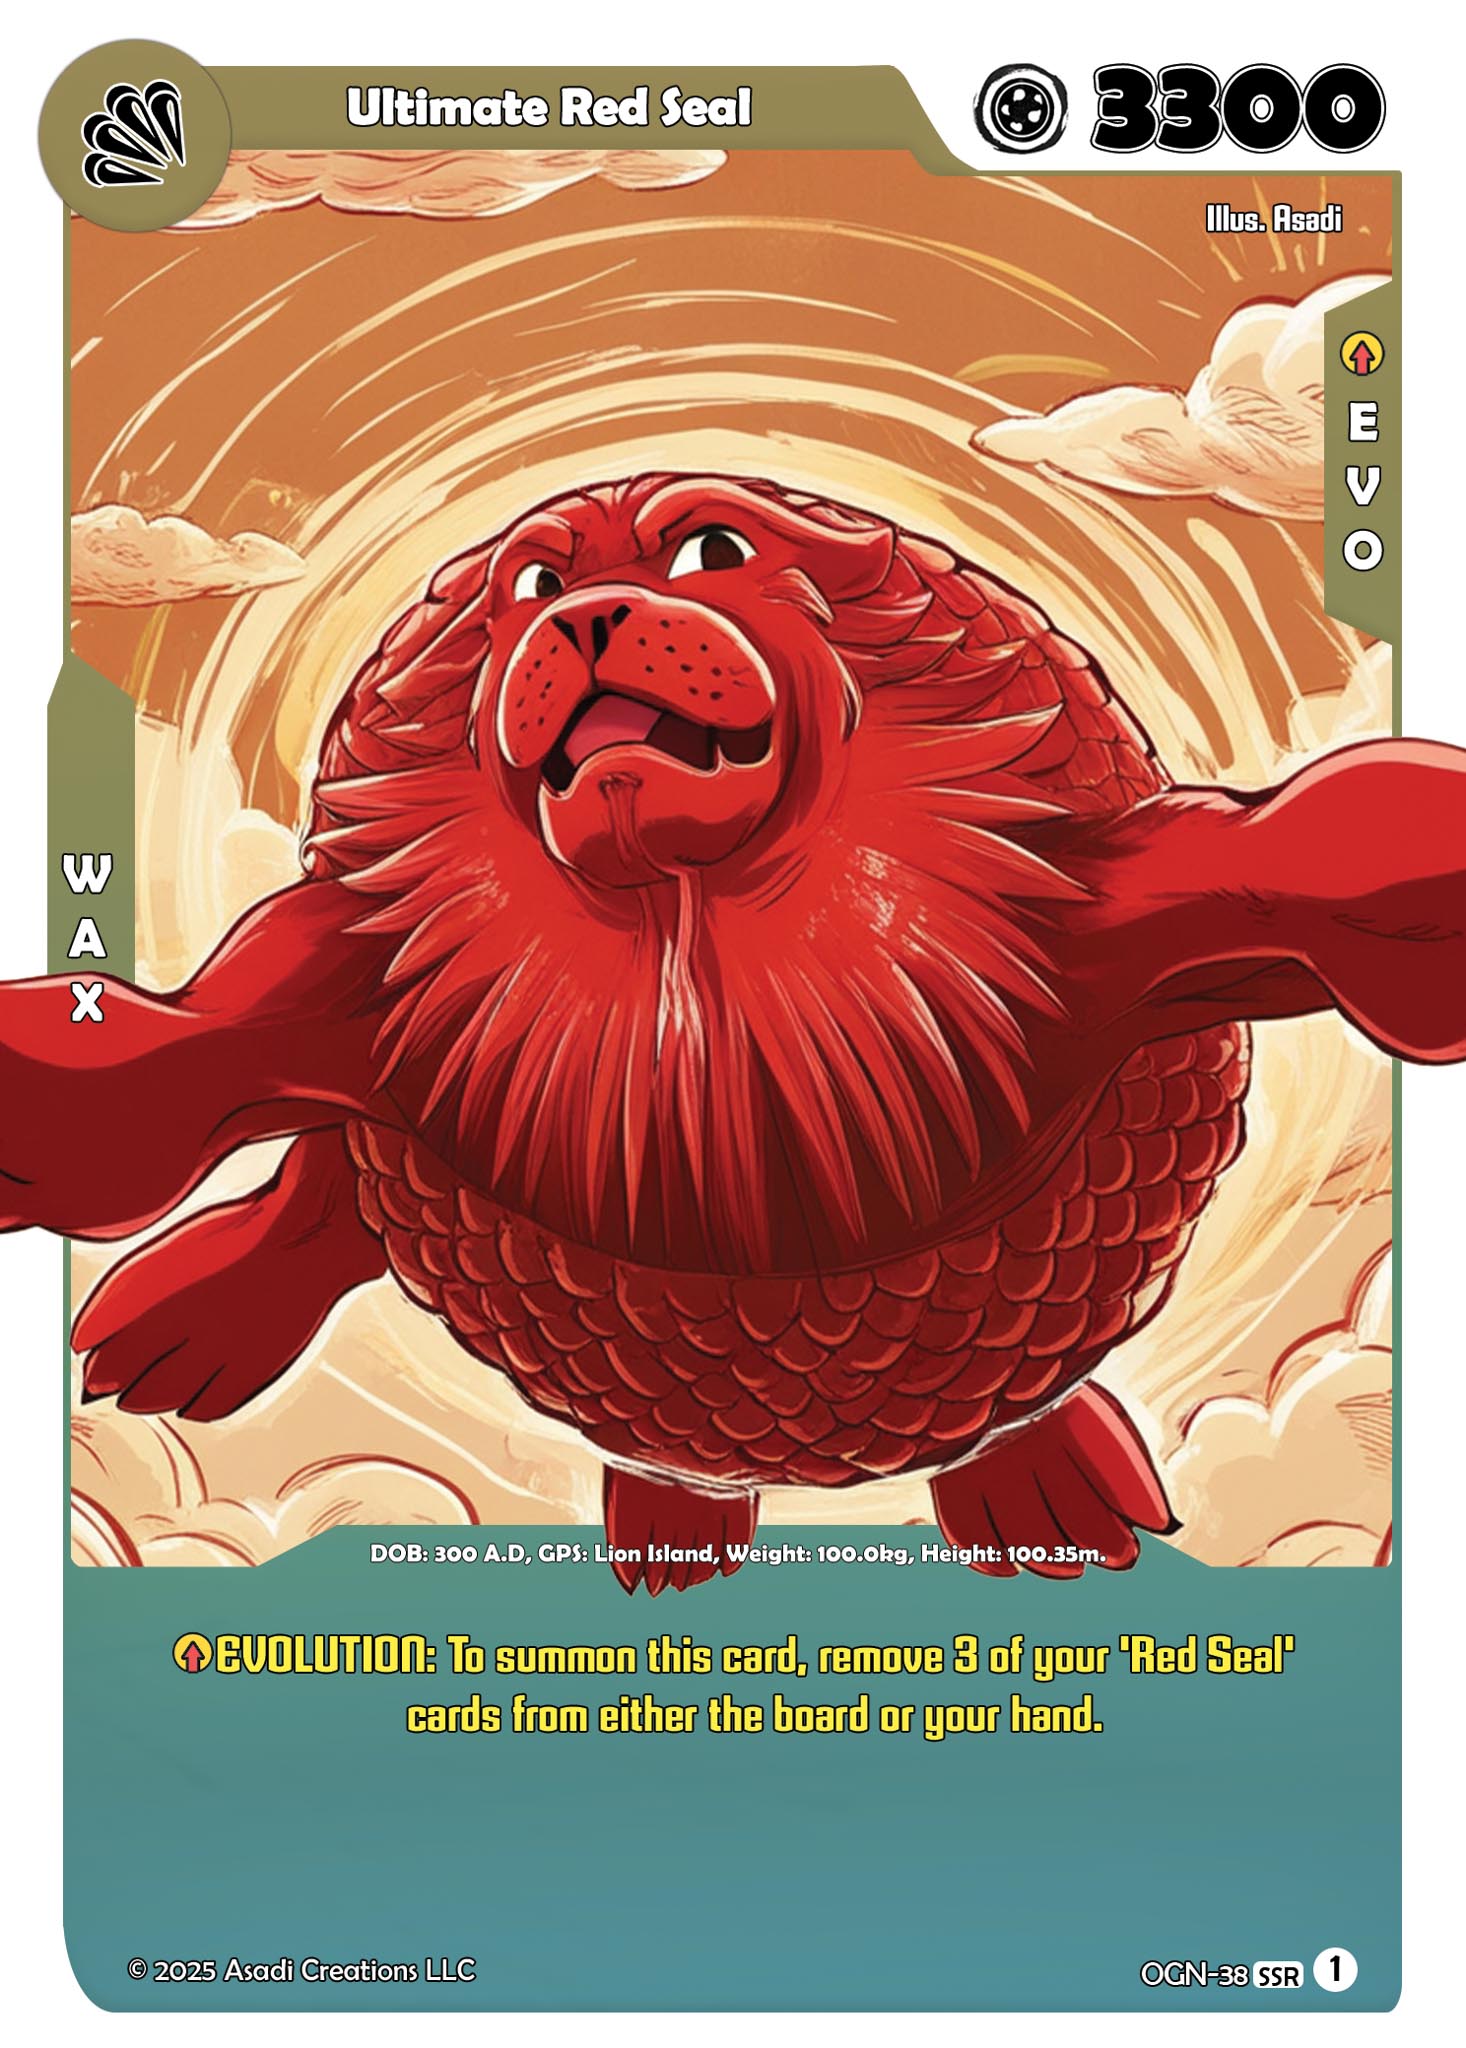 Ultimate Red Seal
3300
Illus. Asadi
EVO
WAX
DOB: 300 A.D, GPS: Lion Island, Weight: 100.0kg, Height: 100.35m.
EVOLUTION: To summon this card, remove 3 of your 'Red Seal'
cards from either the board or your hand.
© 2025 Asadi Creations LLC
OGN-38 SSR 1